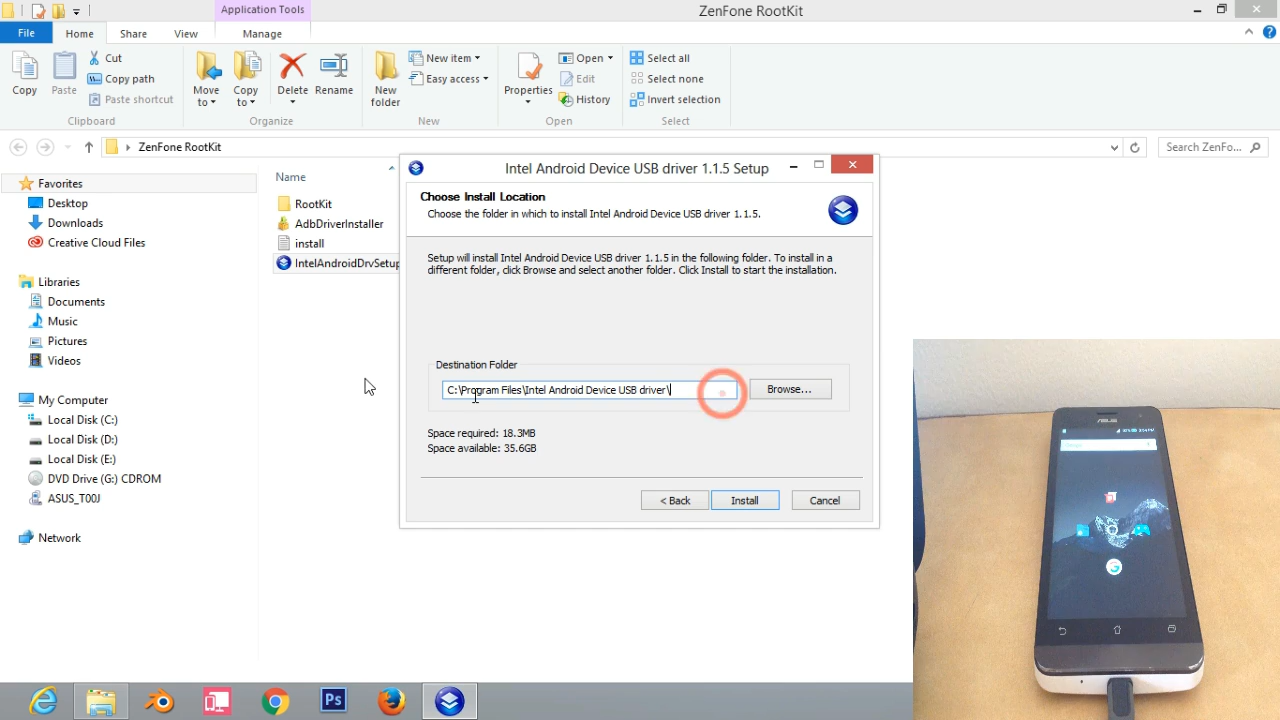 Application Tools
ZenFone RootKit
File
Home
Share
View
Manage
Copy
Paste
Cut
Copy path
Paste shortcut
Move to
Copy to
Delete
Rename
New folder
New item
Easy access
Properties
Open
Edit
History
Select all
Select none
Invert selection
Clipboard
Organize
New
Open
Select
ZenFone RootKit
Search ZenFo...
Favorites
Desktop
Downloads
Creative Cloud Files
Libraries
Documents
Music
Pictures
Videos
My Computer
Local Disk (C:)
Local Disk (D:)
Local Disk (E:)
DVD Drive (G:) CDROM
ASUS_T00J
Network
Name
RootKit
AdbDriverInstaller
install
IntelAndroidDrvSetup
Intel Android Device USB driver 1.1.5 Setup
Choose Install Location
Choose the folder in which to install Intel Android Device USB driver 1.1.5.
Setup will install Intel Android Device USB driver 1.1.5 in the following folder. To install in a
different folder, click Browse and select another folder. Click Install to start the installation.
Destination Folder
C:\Program Files\Intel Android Device USB driver\
Browse...
Space required: 18.3MB
Space available: 35.6GB
< Back
Install
Cancel
Ps
ASUS